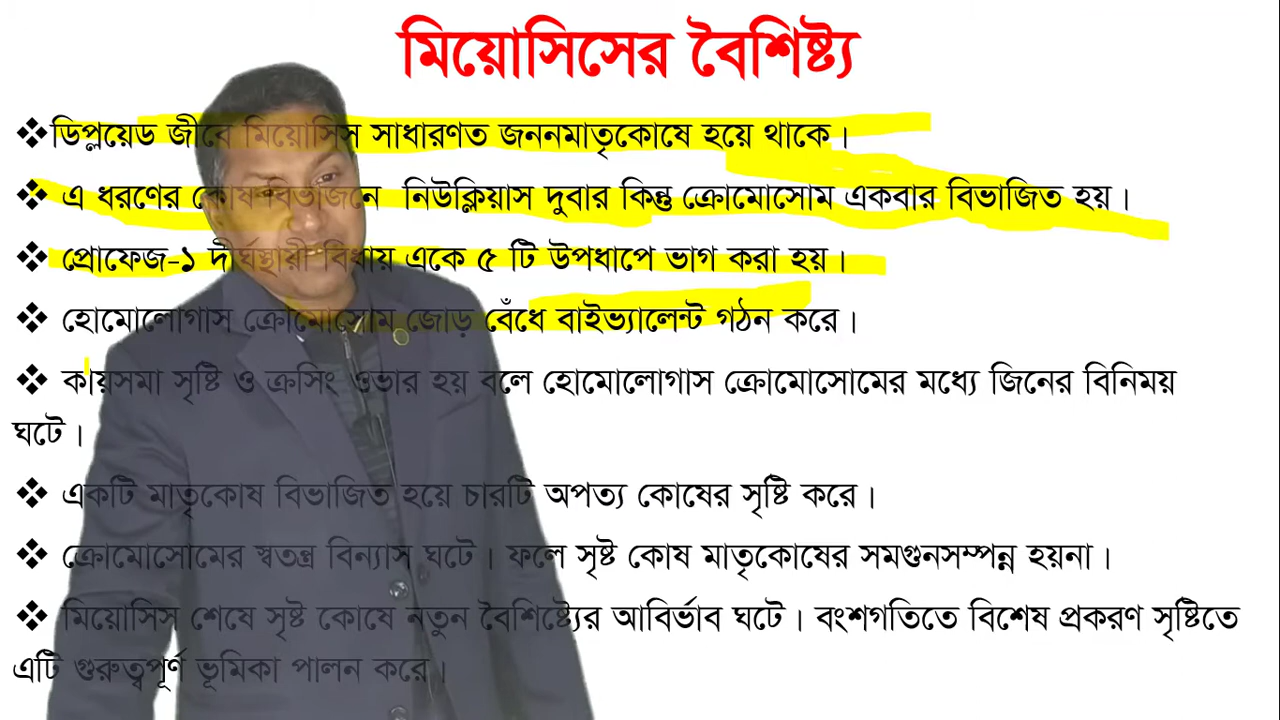 মিয়োসিসের বৈশিষ্ট্য
❖ডিপ্লয়েড জীবে মিয়োসিস সাধারণত জননমাতৃকোষে হয়ে থাকে।
❖ এ ধরণের কোষ বিভাজনে নিউক্লিয়াস দুবার কিন্তু ক্রোমোসোম একবার বিভাজিত হয়।
❖ প্রোফেজ-১ দীর্ঘস্থায়ী বিধায় একে ৫ টি উপধাপে ভাগ করা হয়।
❖ হোমোলোগাস ক্রোমোসোম জোড় বেঁধে বাইভ্যালেন্ট গঠন করে।
❖ কায়সমা সৃষ্টি ও ক্রসিং ওভার হয় বলে হোমোলোগাস ক্রোমোসোমের মধ্যে জিনের বিনিময়
ঘটে।
❖ একটি মাতৃকোষ বিভাজিত হয়ে চারটি অপত্য কোষের সৃষ্টি করে।
❖ ক্রোমোসোমের স্বতন্ত্র বিন্যাস ঘটে। ফলে সৃষ্ট কোষ মাতৃকোষের সমগুনসম্পন্ন হয়না।
❖ মিয়োসিস শেষে সৃষ্ট কোষে নতুন বৈশিষ্ট্যের আবির্ভাব ঘটে। বংশগতিতে বিশেষ প্রকরণ সৃষ্টিতে
এটি গুরুত্বপূর্ণ ভূমিকা পালন করে।